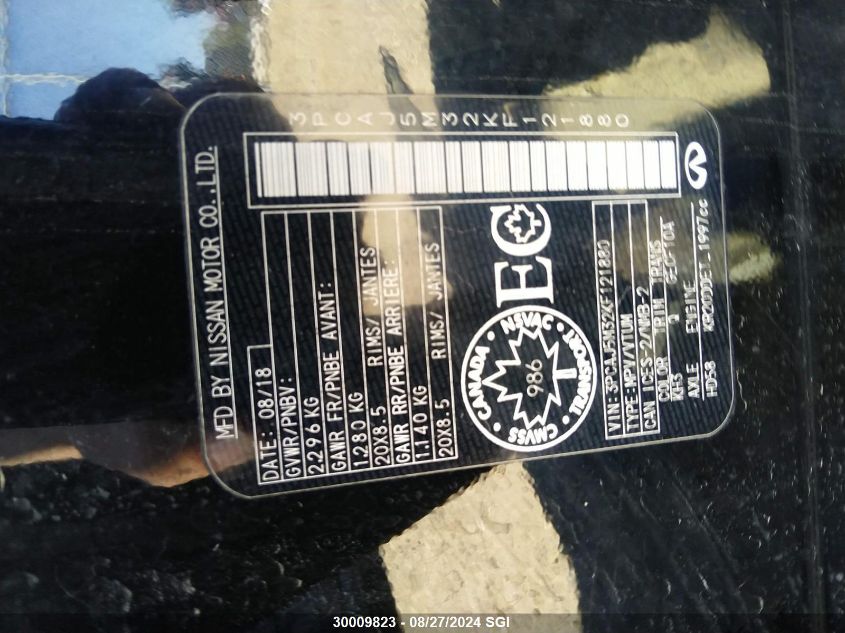 MFD BY NISSAN MOTOR CO.,LTD.
DATE: 08/18
GVWR/PNBV:
2296 KG
GAWR FR/PNBE AVANT:
1280 KG
20X8.5 RIMS/JANTES
GAWR RR/PNBE ARRIERE:
1140 KG
20X8.5 RIMS/JANTES
3PCAJ5M32KF121880
EC
CANADA · NSVAC · TRANSPORT · CMVSS ·
986
VIN: 3PCAJ5M32KF121880
TYPE:MPV/VTUM
CAN ICES-2/NMB-2
COLOR TRIM TRANS
KH3 G
AXLE ENGINE
HD58 KR20DDET 1997cc
30009823 - 08/27/2024 SGI